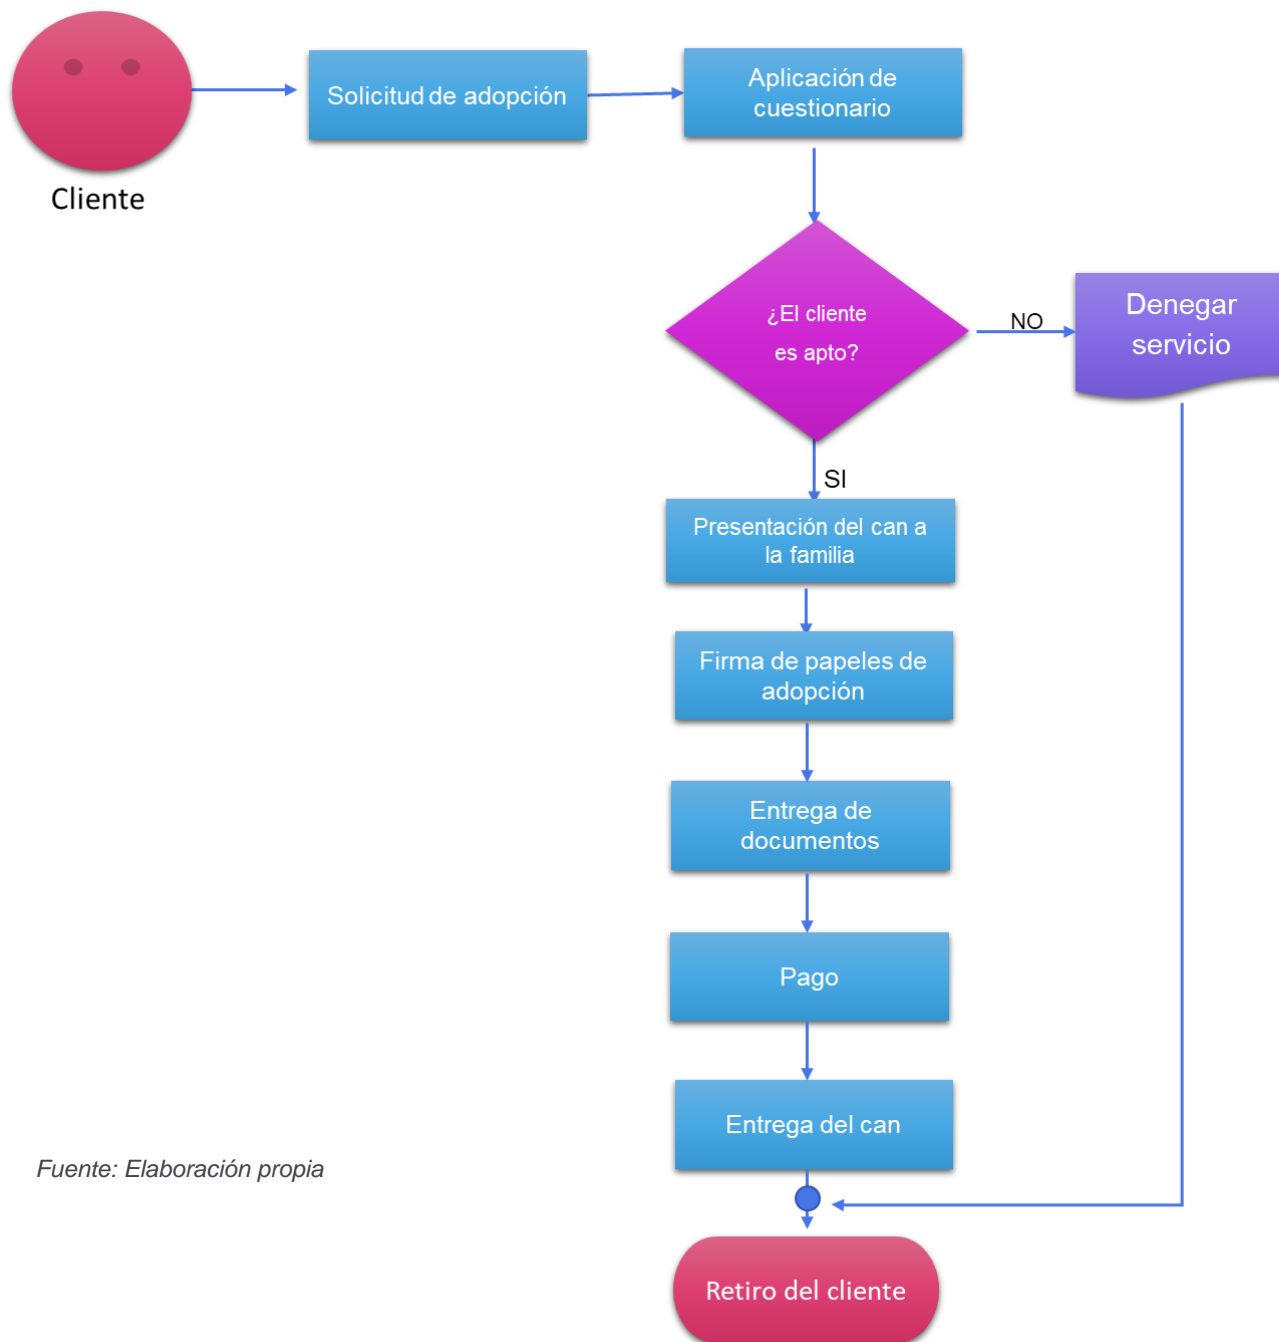 Cliente
Solicitud de adopción
Aplicación de
cuestionario
¿El cliente
es apto?
NO
Denegar
servicio
SI
Presentación del can a
la familia
Firma de papeles de
adopción
Entrega de
documentos
Pago
Entrega del can
Fuente: Elaboración propia
Retiro del cliente